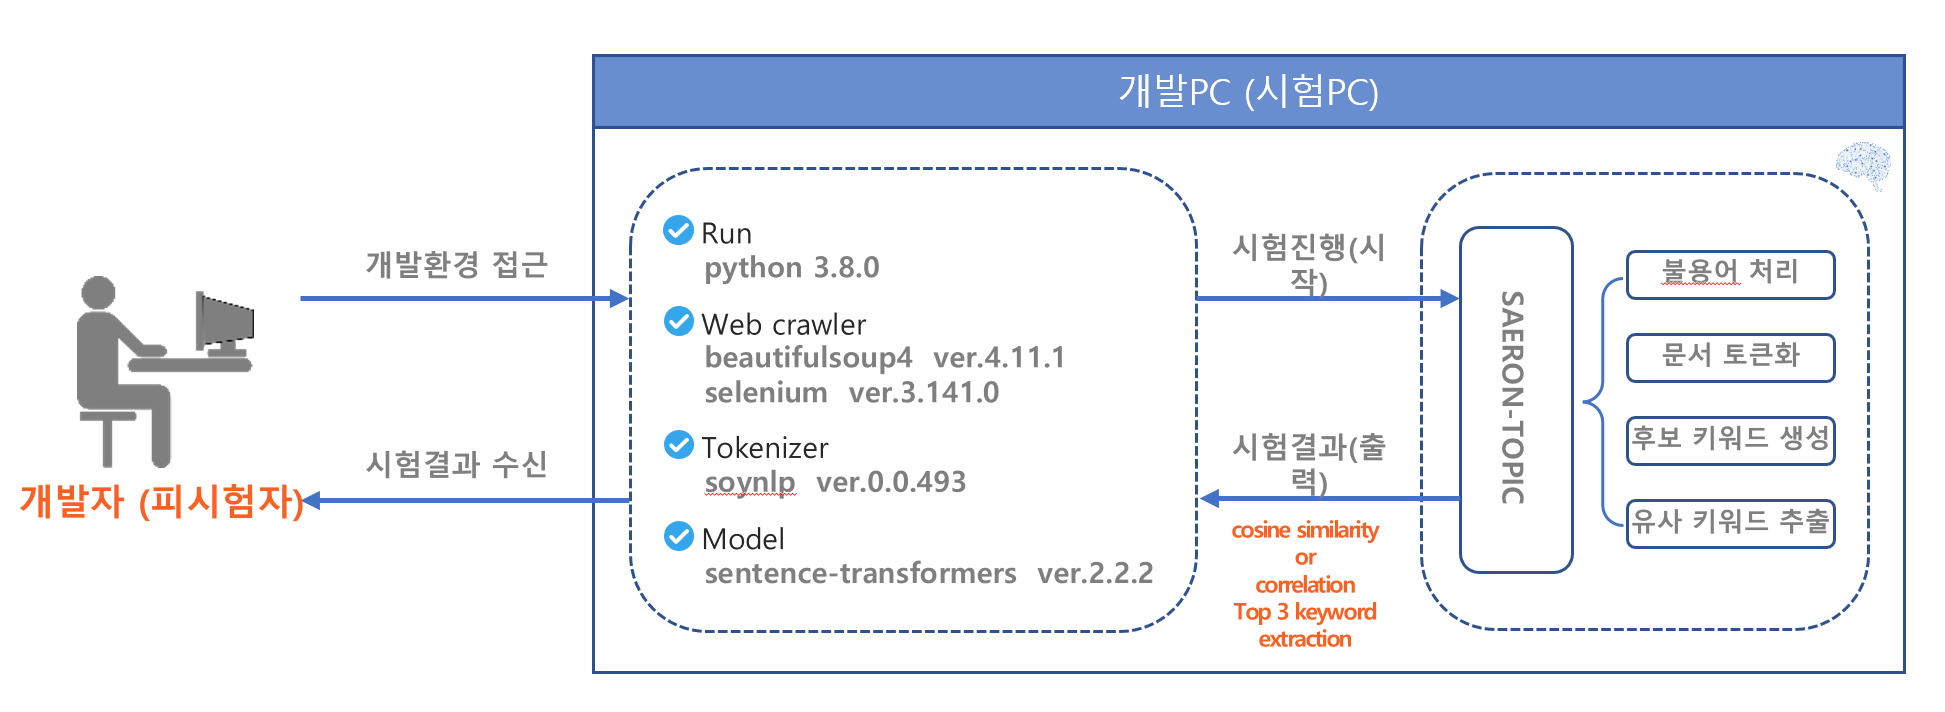 개발PC (시험PC)
개발환경 접근
시험결과 수신
개발자 (피시험자)
Run
python 3.8.0
Web crawler
beautifulsoup4 ver.4.11.1
selenium ver.3.141.0
Tokenizer
soynlp ver.0.0.493
Model
sentence-transformers ver.2.2.2
시험진행(시
작)
시험결과(출
력)
cosine similarity
or
correlation
Top 3 keyword
extraction
SAERON-TOPIC
불용어 처리
문서 토큰화
후보 키워드 생성
유사 키워드 추출